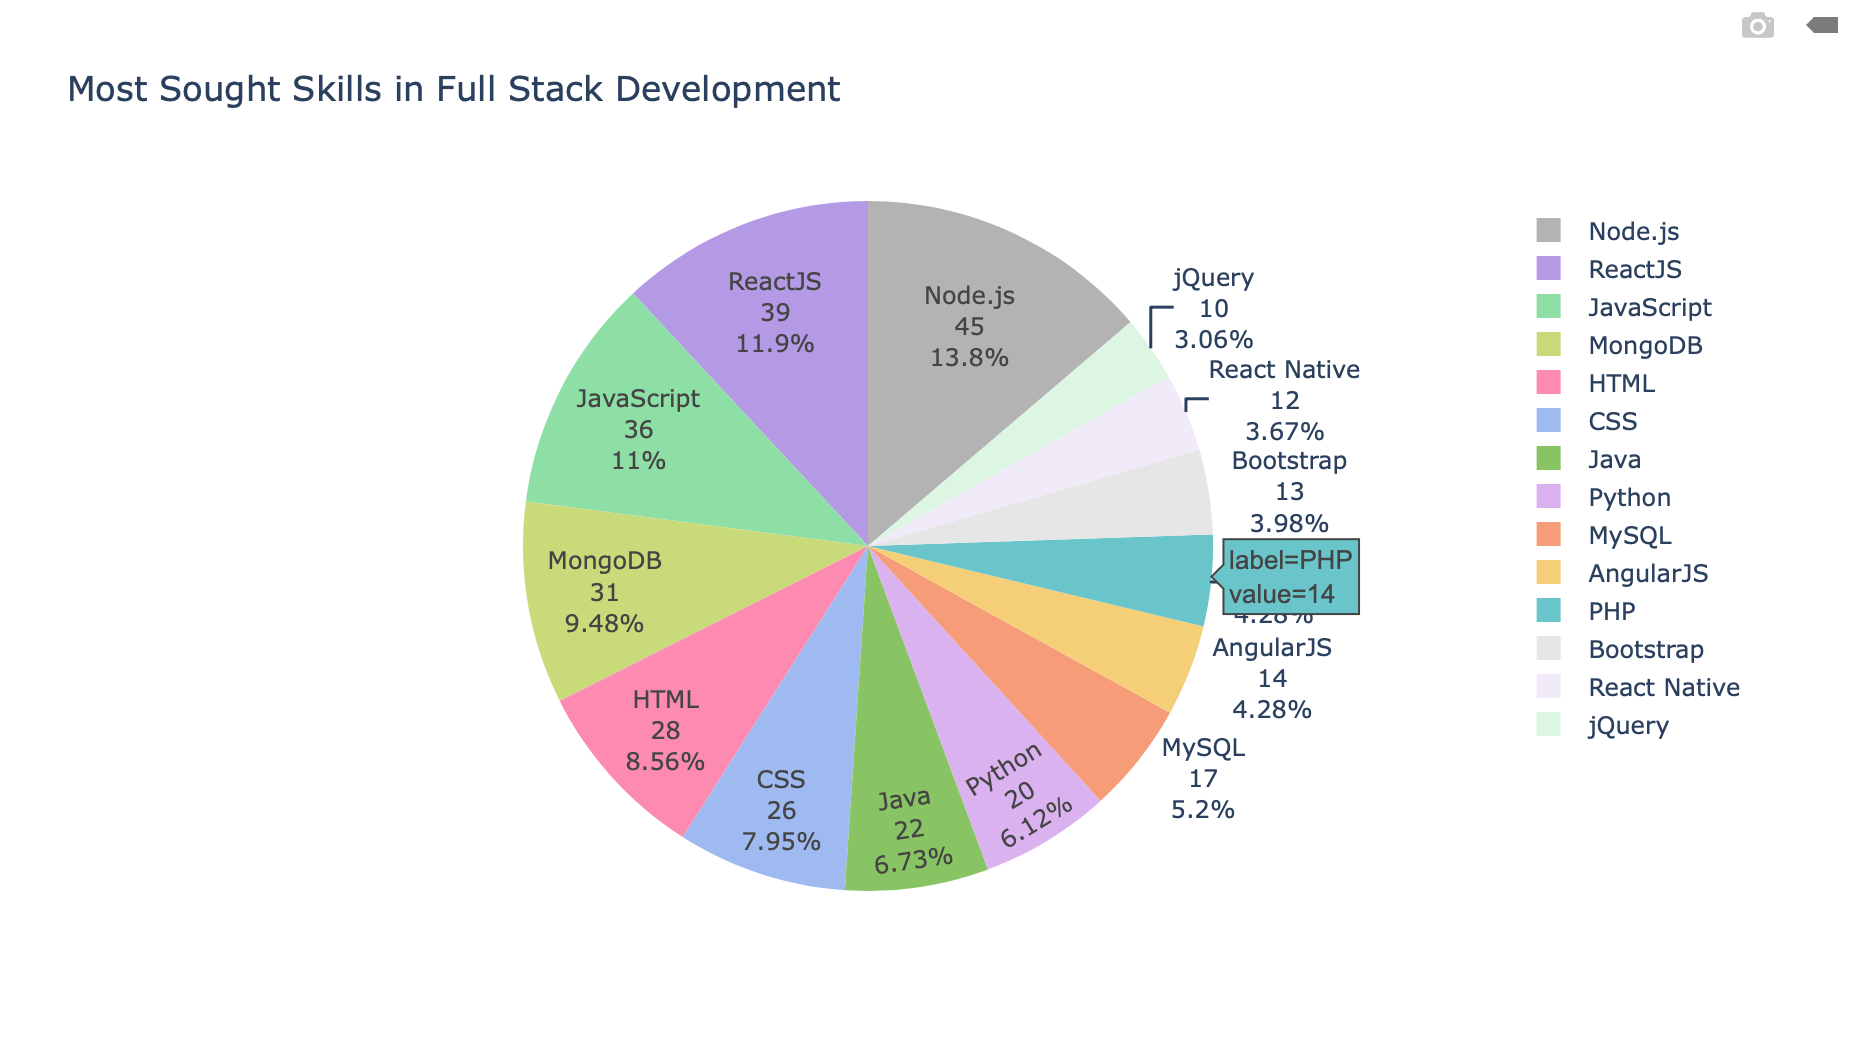 Most Sought Skills in Full Stack Development
ReactJS
39
11.9%
Node.js
45
13.8%
jQuery
10
3.06%
React Native
12
3.67%
Bootstrap
13
3.98%
label=PHP
value=14
4.28%
AngularJS
14
4.28%
MySQL
17
5.2%
Python
20
6.12%
Java
22
6.73%
CSS
26
7.95%
HTML
28
8.56%
MongoDB
31
9.48%
JavaScript
36
11%
Node.js
ReactJS
JavaScript
MongoDB
HTML
CSS
Java
Python
MySQL
AngularJS
PHP
Bootstrap
React Native
jQuery